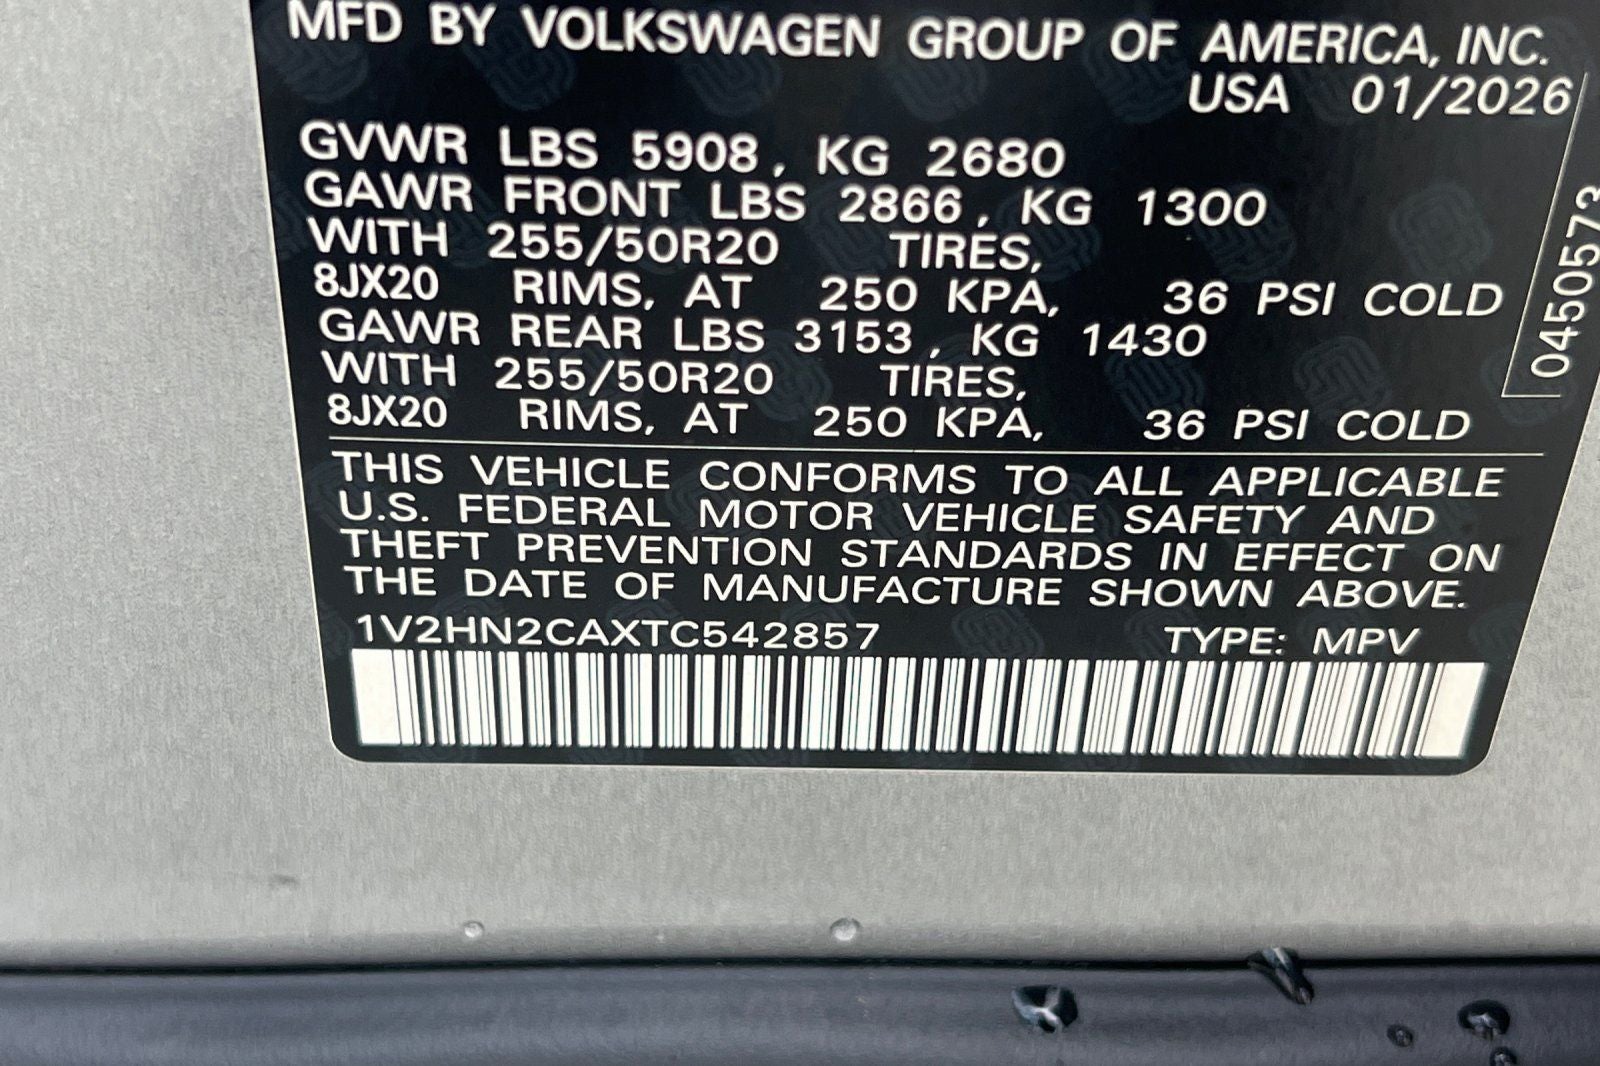 MFD BY VOLKSWAGEN GROUP OF AMERICA, INC.
USA 01/2026
GVWR LBS 5908, KG 2680
GAWR FRONT LBS 2866, KG 1300
WITH 255/50R20 TIRES,
8JX20 RIMS, AT 250 KPA, 36 PSI COLD
GAWR REAR LBS 3153, KG 1430
WITH 255/50R20 TIRES,
8JX20 RIMS, AT 250 KPA, 36 PSI COLD
THIS VEHICLE CONFORMS TO ALL APPLICABLE
U.S. FEDERAL MOTOR VEHICLE SAFETY AND
THEFT PREVENTION STANDARDS IN EFFECT ON
THE DATE OF MANUFACTURE SHOWN ABOVE.
1V2HN2CAXTC542857 TYPE: MPV
0450573